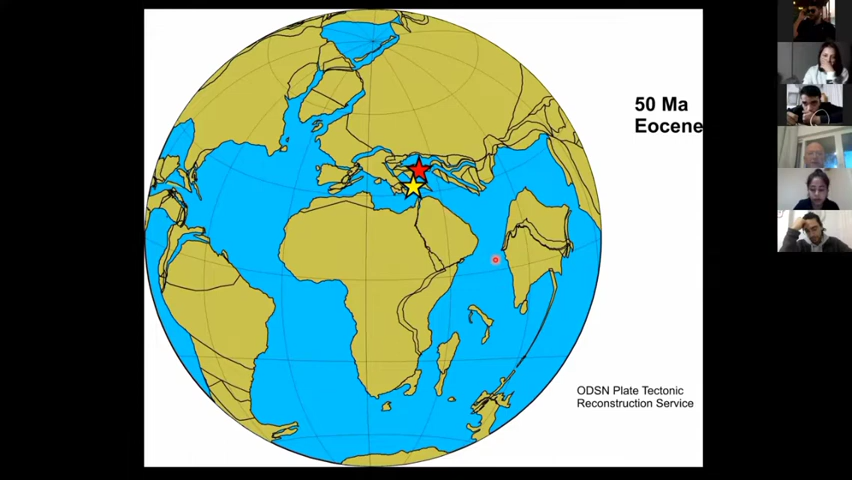 50 Ma
Eocene
ODSN Plate Tectonic
Reconstruction Service